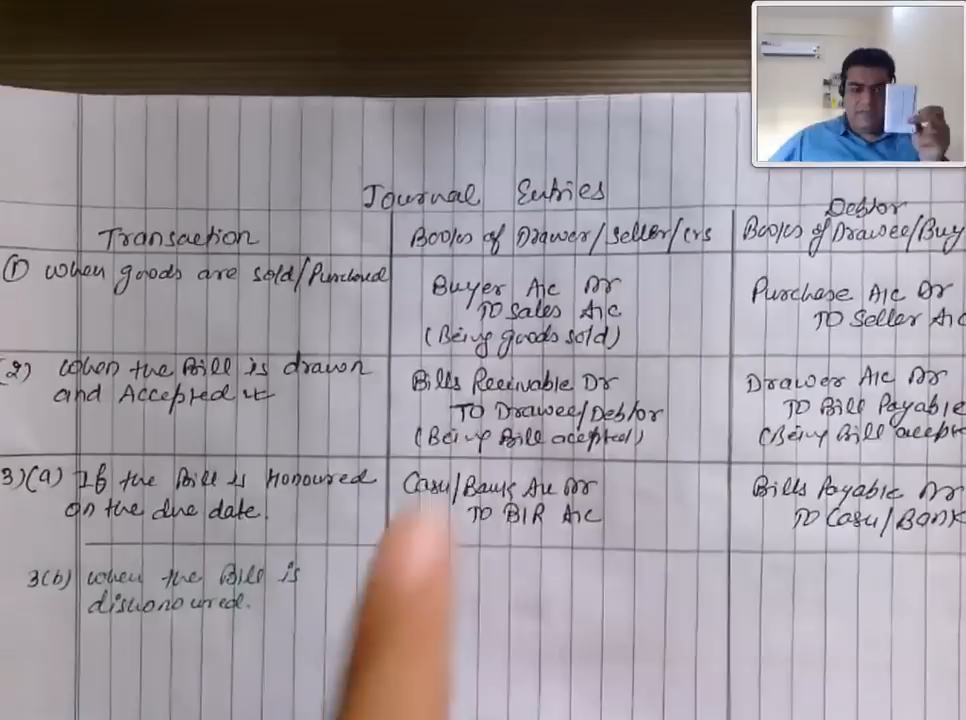 Journal Entries
Transaction
Books of Drawer/Seller/crs
Debtor
Books of Drawee/Buy
① when goods are sold/Purchased
Buyer A/c Dr
TO Sales A/c
(Being goods sold)
Purchase A/c Dr
TO Seller A/c
(2) when the Bill is drawn
and Accepted it
Bills Receivable Dr
TO Drawee/Debtor
(Being Bill accepted)
Drawer A/c Dr
TO Bill Payable
(Being Bill accept
3)(a) If the Bill is Honoured
on the due date.
Cash/Bank A/c Dr
TO B/R A/c
Bills Payable Dr
TO Cash/BANK
3(b) when the Bill is
dishonoured.